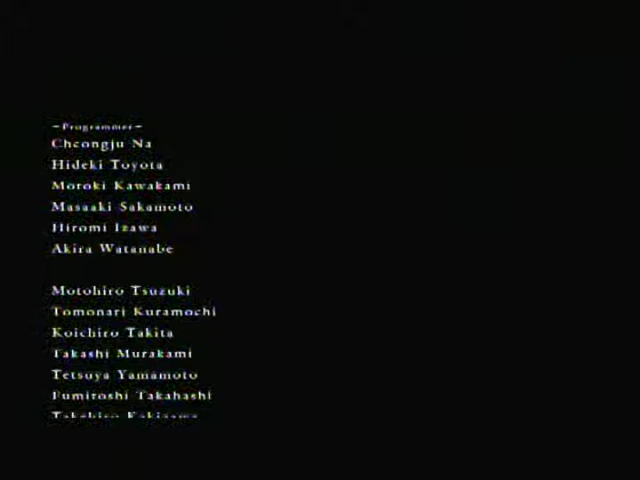 -Programmer-
Cheongju Na
Hideki Toyota
Motoki Kawakami
Masaaki Sakamoto
Hiromi Izawa
Akira Watanabe
Motohiro Tsuzuki
Tomonari Kuramochi
Koichiro Takita
Takashi Murakami
Tetsuya Yamamoto
Fumitoshi Takahashi